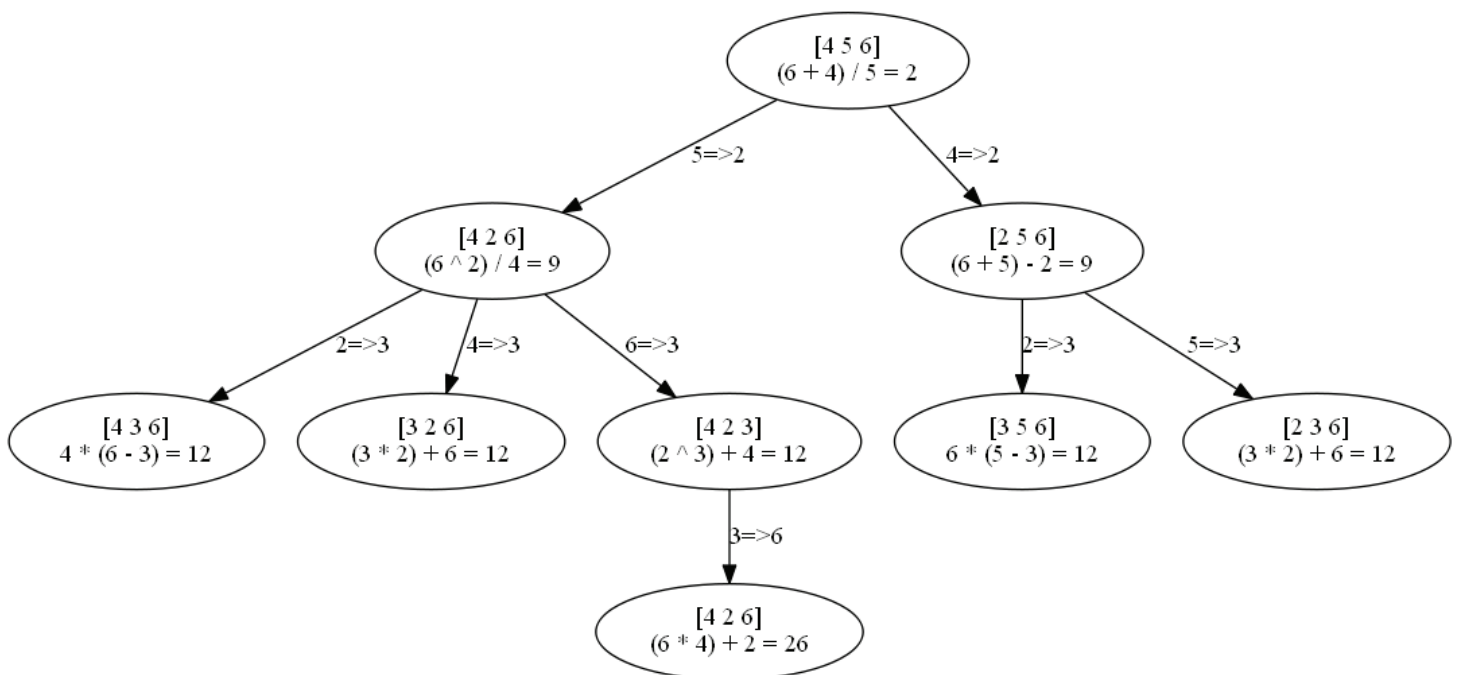 [4 5 6]
(6 + 4) / 5 = 2
5=>2
4=>2
[4 2 6]
(6 ^ 2) / 4 = 9
[2 5 6]
(6 + 5) - 2 = 9
2=>3
4=>3
6=>3
2=>3
5=>3
[4 3 6]
4 * (6 - 3) = 12
[3 2 6]
(3 * 2) + 6 = 12
[4 2 3]
(2 ^ 3) + 4 = 12
[3 5 6]
6 * (5 - 3) = 12
[2 3 6]
(3 * 2) + 6 = 12
3=>6
[4 2 6]
(6 * 4) + 2 = 26